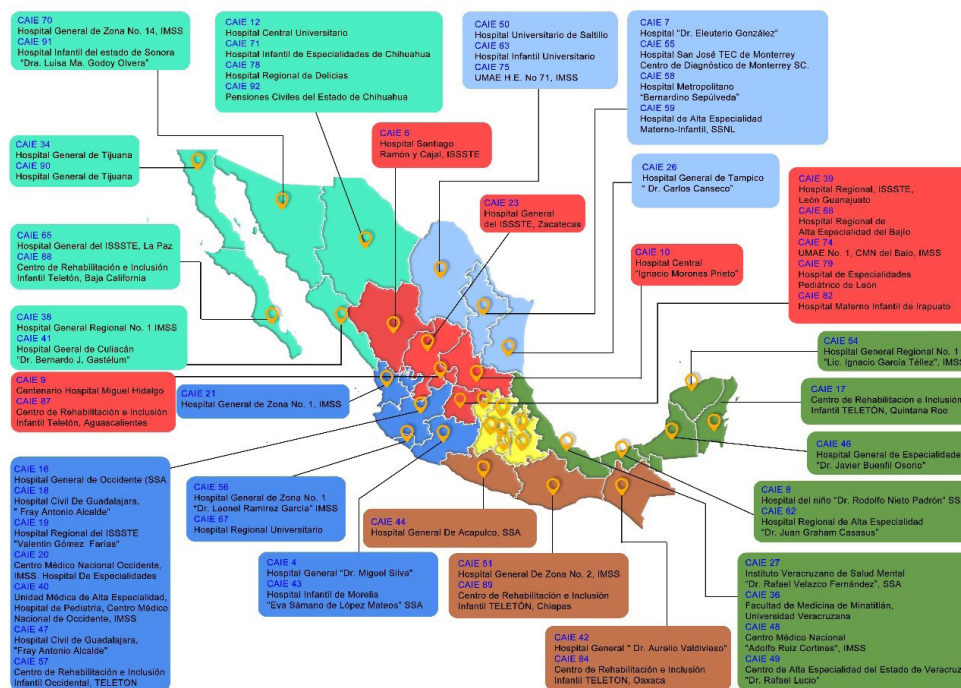 CAIE 70
Hospital General de Zona No. 14, IMSS
CAIE 91
Hospital Infantil del estado de Sonora
"Dra. Luisa Ma. Godoy Olvera"
CAIE 12
Hospital Central Universitario
CAIE 71
Hospital Infantil de Especialidades de Chihuahua
CAIE 78
Hospital Regional de Delicias
CAIE 92
Pensiones Civiles del Estado de Chihuahua
CAIE 50
Hospital Universitario de Saltillo
CAIE 63
Hospital Infantil Universitario
CAIE 75
UMAE H.E. No 71, IMSS
CAIE 7
Hospital "Dr. Eleuterio González"
CAIE 55
Hospital San José TEC de Monterrey
Centro de Diagnóstico de Monterrey SC.
CAIE 58
Hospital Metropolitano
"Bernardino Sepúlveda"
CAIE 59
Hospital de Alta Especialidad
Materno-Infantil, SSNL
CAIE 34
Hospital General de Tijuana
CAIE 90
Hospital General de Tijuana
CAIE 6
Hospital Santiago
Ramón y Cajal, ISSSTE
CAIE 26
Hospital General de Tampico
" Dr. Carlos Canseco"
CAIE 23
Hospital General
del ISSSTE, Zacatecas
CAIE 39
Hospital Regional, ISSSTE,
León Guanajuato
CAIE 68
Hospital Regional de
Alta Especialidad del Bajío
CAIE 74
UMAE No. 1, CMN del Baio, IMSS
CAIE 79
Hospital de Especialidades
Pediátrico de León
CAIE 82
Hospital Materno Infantil de Irapuato
CAIE 65
Hospital General del ISSSTE, La Paz
CAIE 88
Centro de Rehabilitación e Inclusión
Infantil Teletón, Baja California
CAIE 10
Hospital Central
"Ignacio Morones Prieto"
CAIE 38
Hospital General Regional No. 1 IMSS
CAIE 41
Hospital Geeral de Culiacán
"Dr. Bernardo J. Gastélum"
CAIE 54
Hospital General Regional No. 1
"Lic. Ignacio García Téllez", IMSS
CAIE 9
Centenario Hospital Miguel Hidalgo
CAIE 87
Centro de Rehabilitación e Inclusión
Infantil Teletón, Aguascalientes
CAIE 21
Hospital General de Zona No. 1, IMSS
CAIE 17
Centro de Rehabilitación e Inclusión
Infantil TELETÓN, Quintana Roo
CAIE 46
Hospital General de Especialidades
"Dr. Javier Buenfil Osorio"
CAIE 16
Hospital General de Occidente (SSA
CAIE 18
Hospital Civil De Guadalajara,
" Fray Antonio Alcalde"
CAIE 19
Hospital Regional del ISSSTE
"Valentín Gómez Farías"
CAIE 20
Centro Médico Nacional Occidente,
IMSS. Hospital De Especialidades
CAIE 40
Unidad Médica de Alta Especialidad,
Hospital de Pediatría, Centro Médico
Nacional de Occidente, IMSS
CAIE 47
Hospital Civil de Guadalajara,
"Fray Antonio Alcalde"
CAIE 57
Centro de Rehabilitación e Inclusión
Infantil Occidental, TELETON
CAIE 56
Hospital General de Zona No. 1
"Dr. Leonel Ramírez García" IMSS
CAIE 67
Hospital Regional Universitario
CAIE 44
Hospital General De Acapulco, SSA
CAIE 8
Hospital del niño "Dr. Rodolfo Nieto Padrón" SS
CAIE 62
Hospital Regional de Alta Especialidad
"Dr. Juan Graham Casasus"
CAIE 4
Hospital General "Dr. Miguel Silva"
CAIE 43
Hospital Infantil de Morelia
"Eva Sámano de López Mateos" SSA
CAIE 51
Hospital General De Zona No. 2, IMSS
CAIE 89
Centro de Rehabilitación e Inclusión
Infantil TELETÓN, Chiapas
CAIE 27
Instituto Veracruzano de Salud Mental
"Dr. Rafael Velazco Fernández", SSA
CAIE 36
Facultad de Medicina de Minatitlán,
Universidad Veracruzana
CAIE 48
Centro Médico Nacional
"Adolfo Ruiz Cortines", IMSS
CAIE 49
Centro de Alta Especialidad del Estado de Veracruz
"Dr. Rafael Lucio"
CAIE 42
Hospital General " Dr. Aurelio Valdivieso"
CAIE 84
Centro de Rehabilitación e Inclusión
Infantil TELETON, Oaxaca